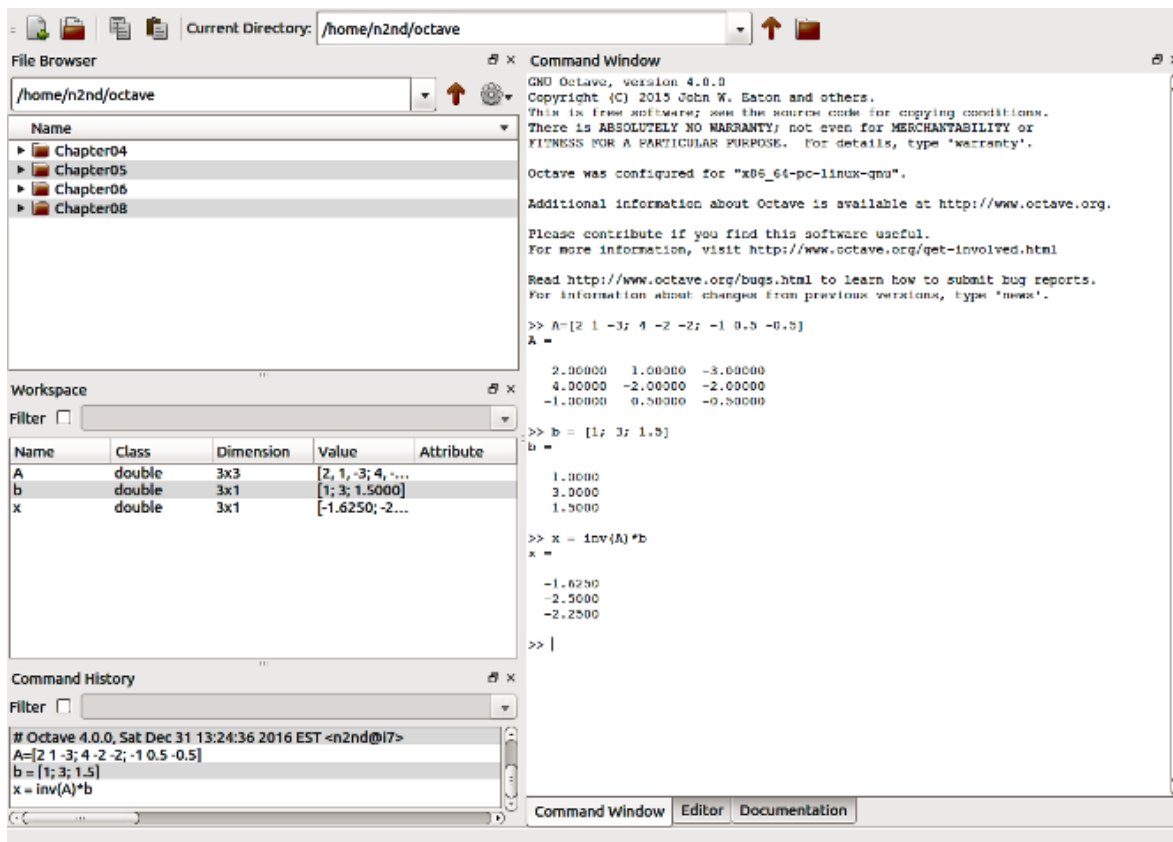 Current Directory: /home/n2nd/octave
File Browser
/home/n2nd/octave
Name
Chapter04
Chapter05
Chapter06
Chapter08
Workspace
Filter
Name Class Dimension Value Attribute
A double 3x3 [2, 1, -3; 4, -...
b double 3x1 [1; 3; 1.5000]
x double 3x1 [-1.6250; -2...
Command History
Filter
# Octave 4.0.0, Sat Dec 31 13:24:36 2016 EST <n2nd@i7>
A=[2 1 -3; 4 -2 -2; -1 0.5 -0.5]
b = [1; 3; 1.5]
x = inv(A)*b
Command Window
GNU Octave, version 4.0.0
Copyright (C) 2015 John W. Eaton and others.
This is free software; see the source code for copying conditions.
There is ABSOLUTELY NO WARRANTY; not even for MERCHANTABILITY or
FITNESS FOR A PARTICULAR PURPOSE.  For details, type 'warranty'.
Octave was configured for "x86_64-pc-linux-gnu".
Additional information about Octave is available at http://www.octave.org.
Please contribute if you find this software useful.
For more information, visit http://www.octave.org/get-involved.html
Read http://www.octave.org/bugs.html to learn how to submit bug reports.
For information about changes from previous versions, type 'news'.
>> A=[2 1 -3; 4 -2 -2; -1 0.5 -0.5]
A =
2.00000 1.00000 -3.00000
4.00000 -2.00000 -2.00000
-1.00000 0.50000 -0.50000
>> b = [1; 3; 1.5]
b =
1.0000
3.0000
1.5000
>> x = inv(A)*b
x =
-1.6250
-2.5000
-2.2500
>>
Command Window Editor Documentation